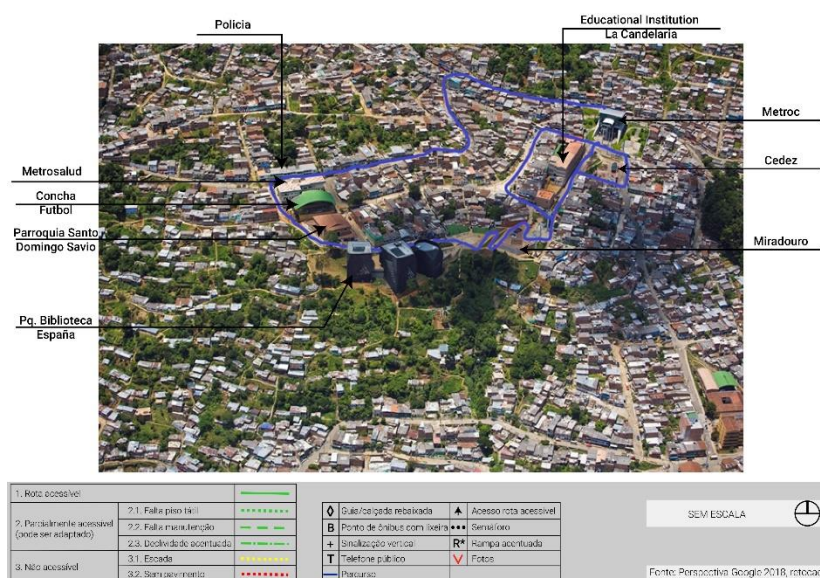 Policia
Educational Institution
La Candelaria
Metroc
Cedez
Metrosalud
Concha
Futbol
Parroquia Santo
Domingo Savio
Miradouro
Pq. Biblioteca
España
1. Rota acessível
2. Parcialmente acessível
(pode ser adaptado)
2.1. Falta piso tátil
2.2. Falta manutenção
2.3. Declividade acentuada
3. Não acessível
3.1. Escada
3.2. Sem pavimento
Guia/calçada rebaixada
B Ponto de ônibus com lixeira
+ Sinalização vertical
T Telefone público
Percurso
Acesso rota acessível
Semáforo
R* Rampa acentuada
V Fotos
SEM ESCALA
Fonte: Perspectiva Google 2018, retocad